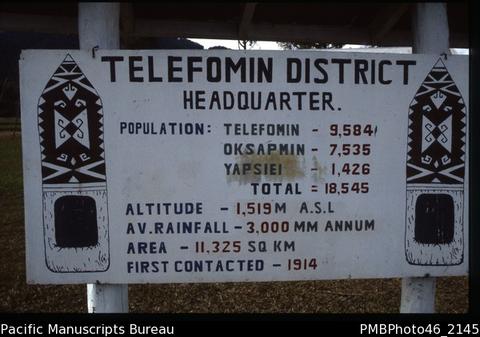 TELEFOMIN DISTRICT
HEADQUARTER.
POPULATION: TELEFOMIN - 9,584
OKSAPMIN - 7,535
YAPSIEI - 1,426
TOTAL = 18,545
ALTITUDE - 1,519 M A.S.L
AV. RAINFALL - 3,000 MM ANNUM
AREA - 11.325 SQ KM
FIRST CONTACTED - 1914
Pacific Manuscripts Bureau PMBPhoto46_2145